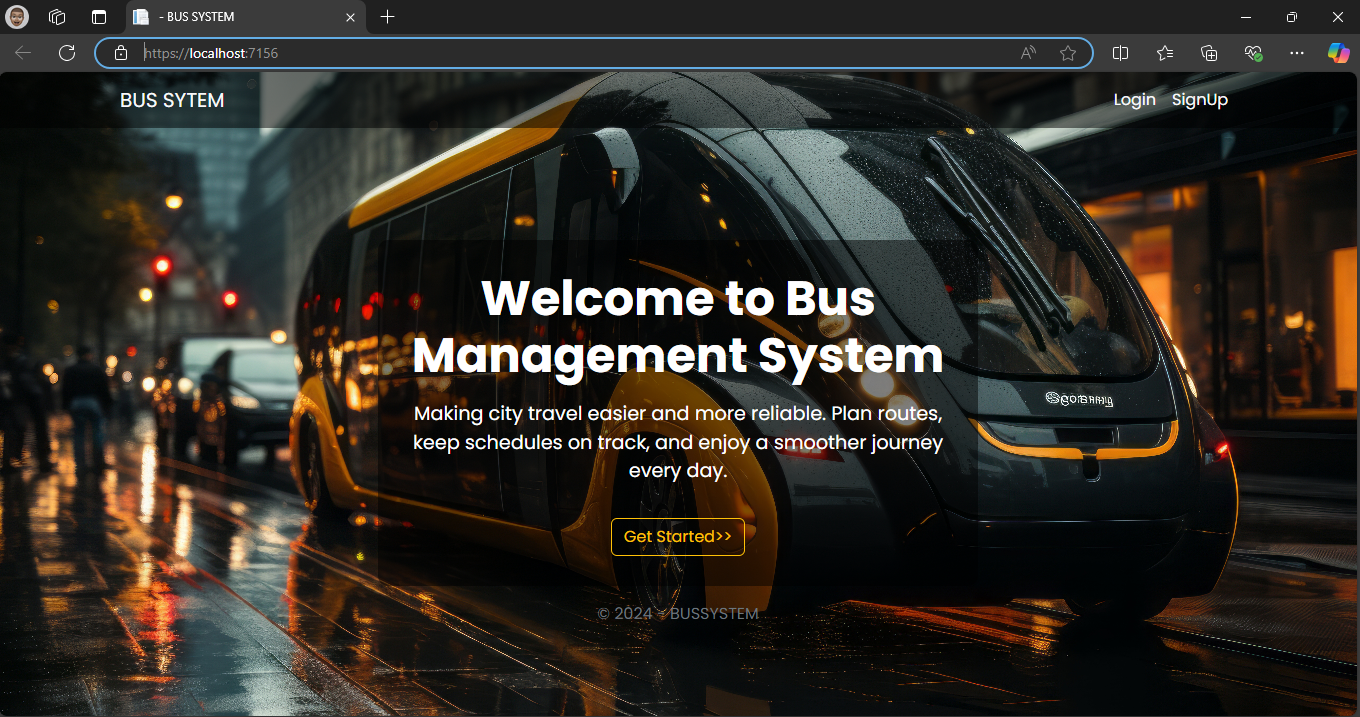 - BUS SYSTEM
https://localhost:7156
BUS SYTEM
Login SignUp
Welcome to Bus
Management System
Making city travel easier and more reliable. Plan routes,
keep schedules on track, and enjoy a smoother journey
every day.
Get Started>>
© 2024 - BUSSYSTEM